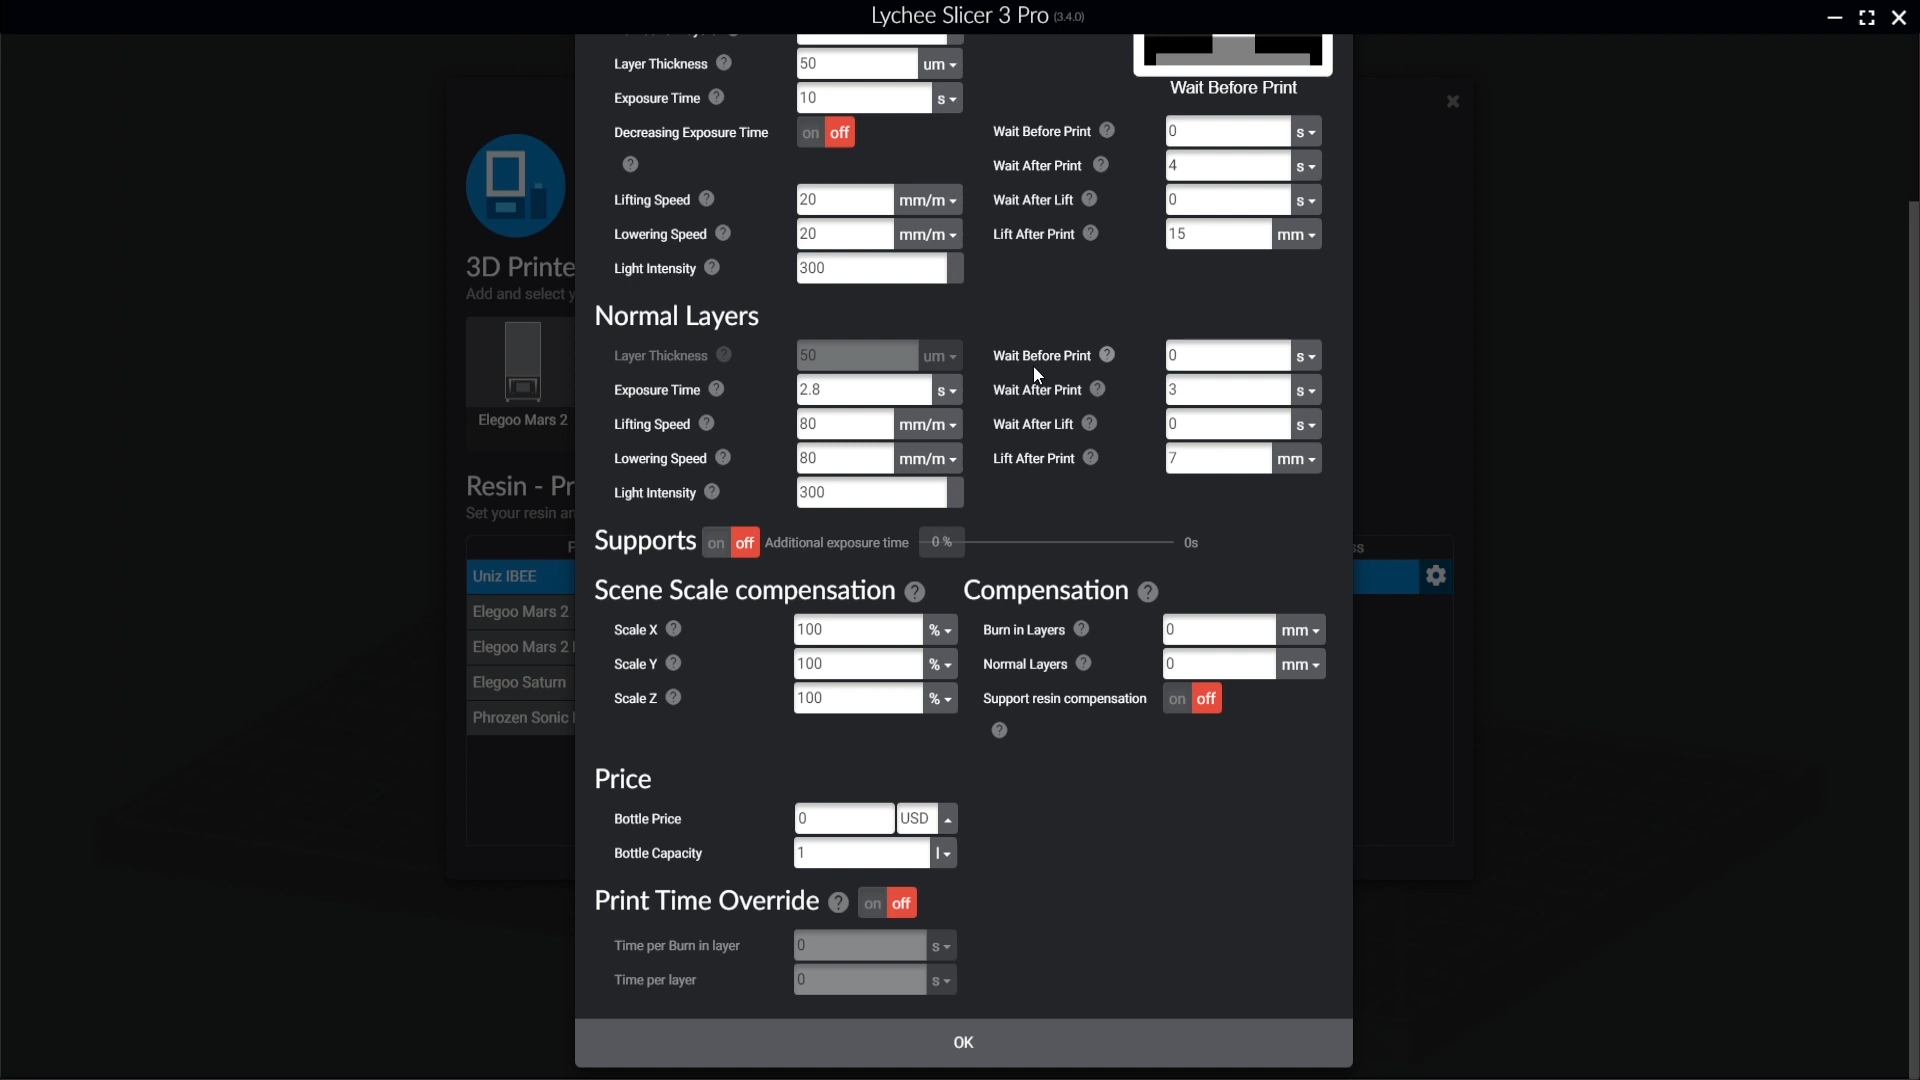 Lychee Slicer 3 Pro (3.4.0)
Layer Thickness ? 50 um
Wait Before Print
Exposure Time ? 10 s
Decreasing Exposure Time on off Wait Before Print ? 0 s
? Wait After Print ? 4 s
Lifting Speed ? 20 mm/m Wait After Lift ? 0 s
Lowering Speed ? 20 mm/m Lift After Print ? 15 mm
Light Intensity ? 300
3D Printe
Add and select y
Elegoo Mars 2
Normal Layers
Layer Thickness ? 50 um Wait Before Print ? 0 s
Exposure Time ? 2.8 s Wait After Print ? 3 s
Lifting Speed ? 80 mm/m Wait After Lift ? 0 s
Lowering Speed ? 80 mm/m Lift After Print ? 7 mm
Light Intensity ? 300
Resin - Pr
Set your resin an
Supports on off Additional exposure time 0 % 0s
Uniz IBEE
Elegoo Mars 2
Elegoo Mars 2
Elegoo Saturn
Phrozen Sonic
Scene Scale compensation ? Compensation ?
Scale X ? 100 % Burn in Layers ? 0 mm
Scale Y ? 100 % Normal Layers ? 0 mm
Scale Z ? 100 % Support resin compensation on off
?
Price
Bottle Price 0 USD
Bottle Capacity 1 l
Print Time Override ? on off
Time per Burn in layer 0 s
Time per layer 0 s
OK